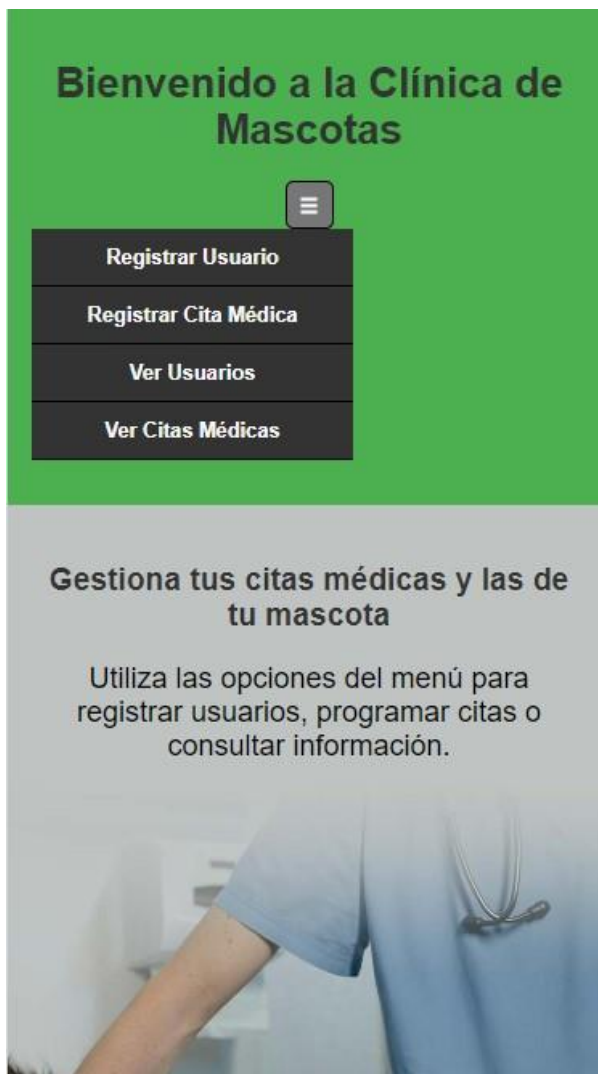 Bienvenido a la Clínica de
Mascotas
Registrar Usuario
Registrar Cita Médica
Ver Usuarios
Ver Citas Médicas
Gestiona tus citas médicas y las de
tu mascota
Utiliza las opciones del menú para
registrar usuarios, programar citas o
consultar información.